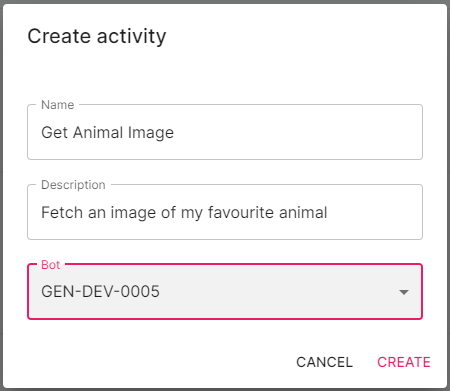 Create activity
Name
Get Animal Image
Description
Fetch an image of my favourite animal
Bot
GEN-DEV-0005
CANCEL CREATE